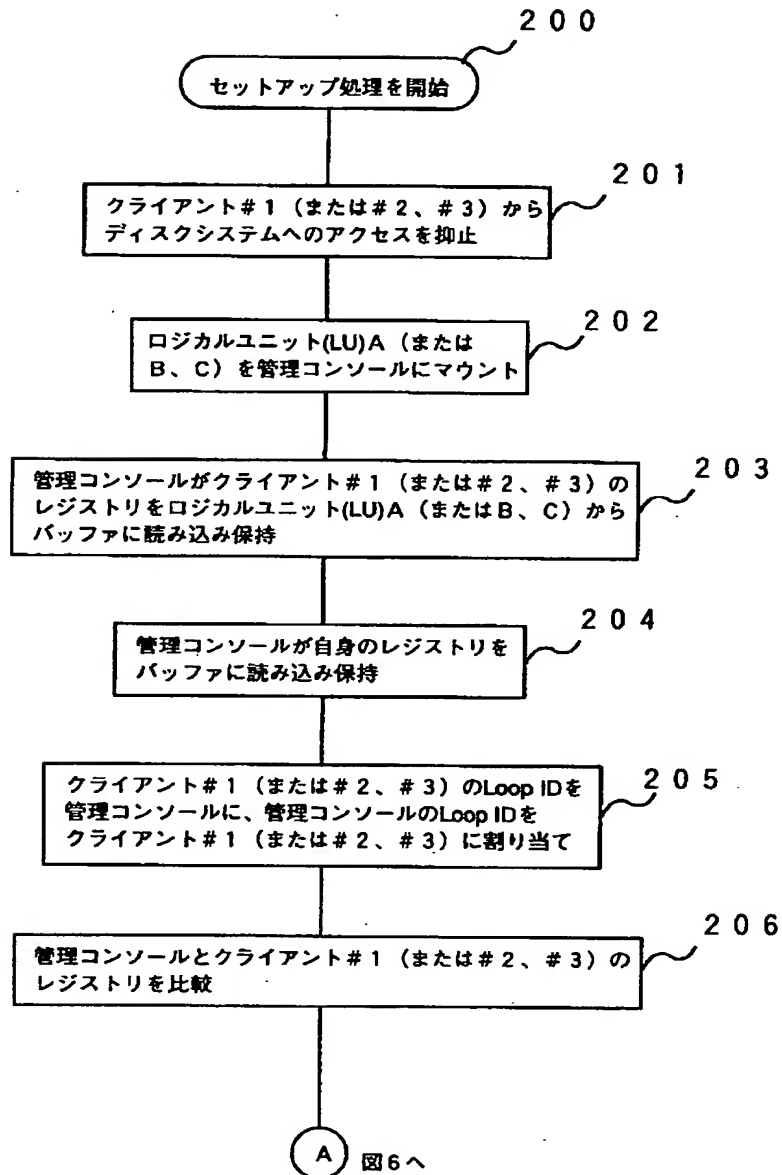 200
セットアップ処理を開始
201
クライアント#1（または#2、#3）から
ディスクシステムへのアクセスを抑止
202
ロジカルユニット(LU)A（または
B、C）を管理コンソールにマウント
203
管理コンソールがクライアント#1（または#2、#3）の
レジストリをロジカルユニット(LU)A（またはB、C）から
バッファに読み込み保持
204
管理コンソールが自身のレジストリを
バッファに読み込み保持
205
クライアント#1（または#2、#3）のLoop IDを
管理コンソールに、管理コンソールのLoop IDを
クライアント#1（または#2、#3）に割り当て
206
管理コンソールとクライアント#1（または#2、#3）の
レジストリを比較
A 図6へ